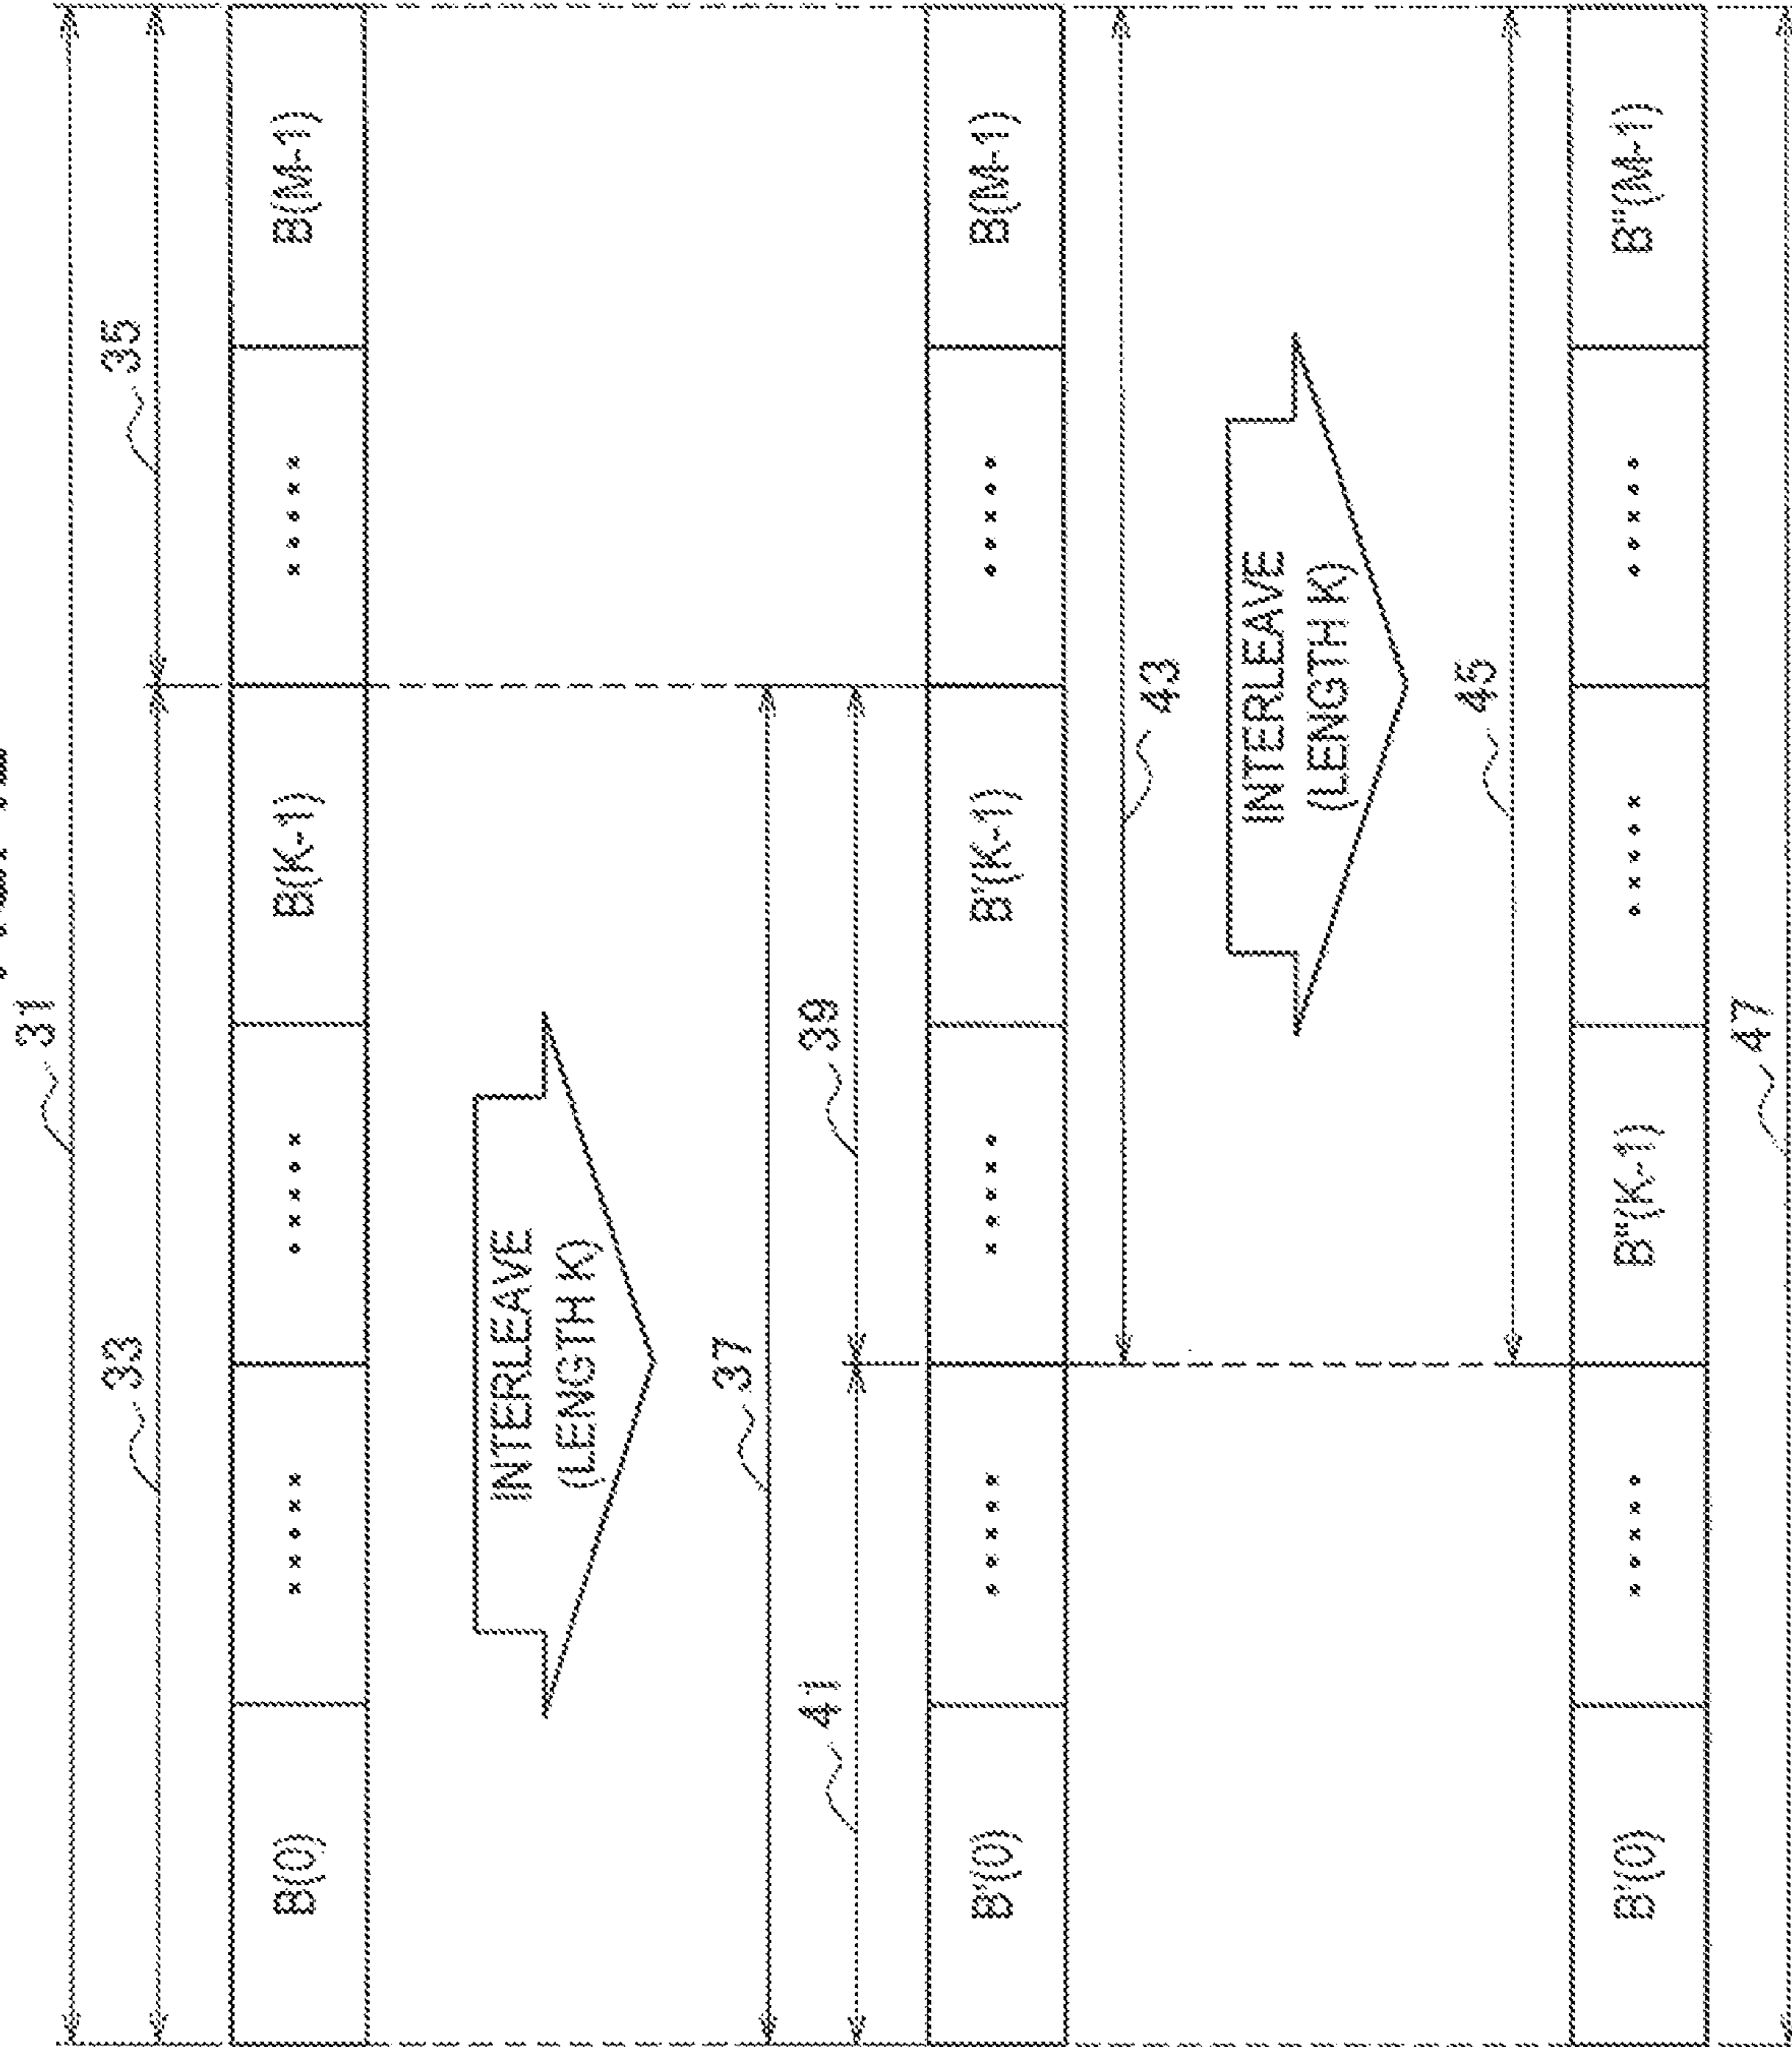 31
33 35
B(0) ..... ..... B(K-1) ..... B(M-1)
INTERLEAVE
(LENGTH K)
37
41 39
B'(0) ..... ..... B'(K-1) ..... B(M-1)
43
INTERLEAVE
(LENGTH K)
45
B'(0) ..... B"(K-1) ..... ..... B"(M-1)
47